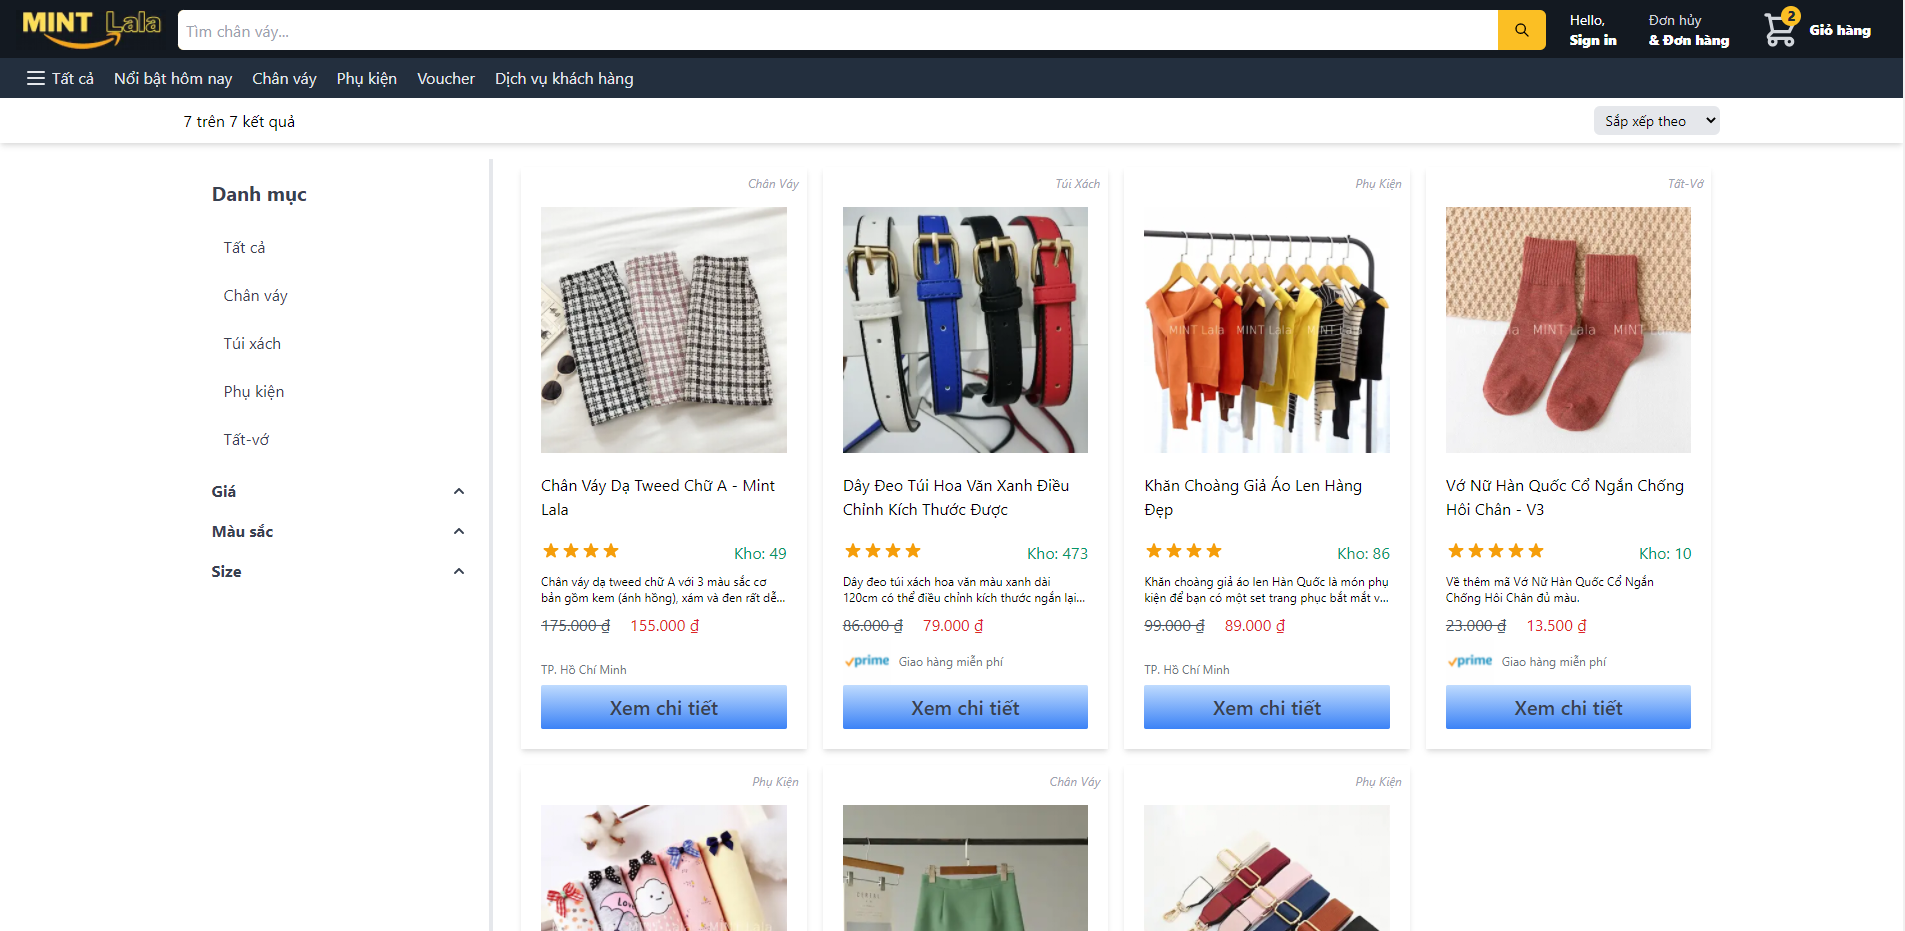 MINT Lala
Tìm chân váy...
Hello,
Sign in
Đơn hủy
& Đơn hàng
2
Giỏ hàng
Tất cả
Nổi bật hôm nay
Chân váy
Phụ kiện
Voucher
Dịch vụ khách hàng
7 trên 7 kết quả
Sắp xếp theo
Danh mục
Tất cả
Chân váy
Túi xách
Phụ kiện
Tất-vớ
Giá
Màu sắc
Size
Chân Váy
Chân Váy Dạ Tweed Chữ A - Mint
Lala
Kho: 49
Chân váy dạ tweed chữ A với 3 màu sắc cơ
bản gồm kem (ánh hồng), xám và đen rất dễ...
175.000 ₫ 155.000 ₫
TP. Hồ Chí Minh
Xem chi tiết
Túi Xách
Dây Đeo Túi Hoa Văn Xanh Điều
Chỉnh Kích Thước Được
Kho: 473
Dây đeo túi xách hoa văn màu xanh dài
120cm có thể điều chỉnh kích thước ngắn lại...
86.000 ₫ 79.000 ₫
prime Giao hàng miễn phí
Xem chi tiết
Phụ Kiện
MINT Lala MINT Lala MINT Lala
Khăn Choàng Giả Áo Len Hàng
Đẹp
Kho: 86
Khăn choàng giả áo len Hàn Quốc là món phụ
kiện để bạn có một set trang phục bắt mắt v...
99.000 ₫ 89.000 ₫
TP. Hồ Chí Minh
Xem chi tiết
Tất-Vớ
Lala MINT Lala MINT L
Vớ Nữ Hàn Quốc Cổ Ngắn Chống
Hôi Chân - V3
Kho: 10
Về thêm mã Vớ Nữ Hàn Quốc Cổ Ngắn
Chống Hôi Chân đủ màu.
23.000 ₫ 13.500 ₫
prime Giao hàng miễn phí
Xem chi tiết
Phụ Kiện
Chân Váy
Phụ Kiện